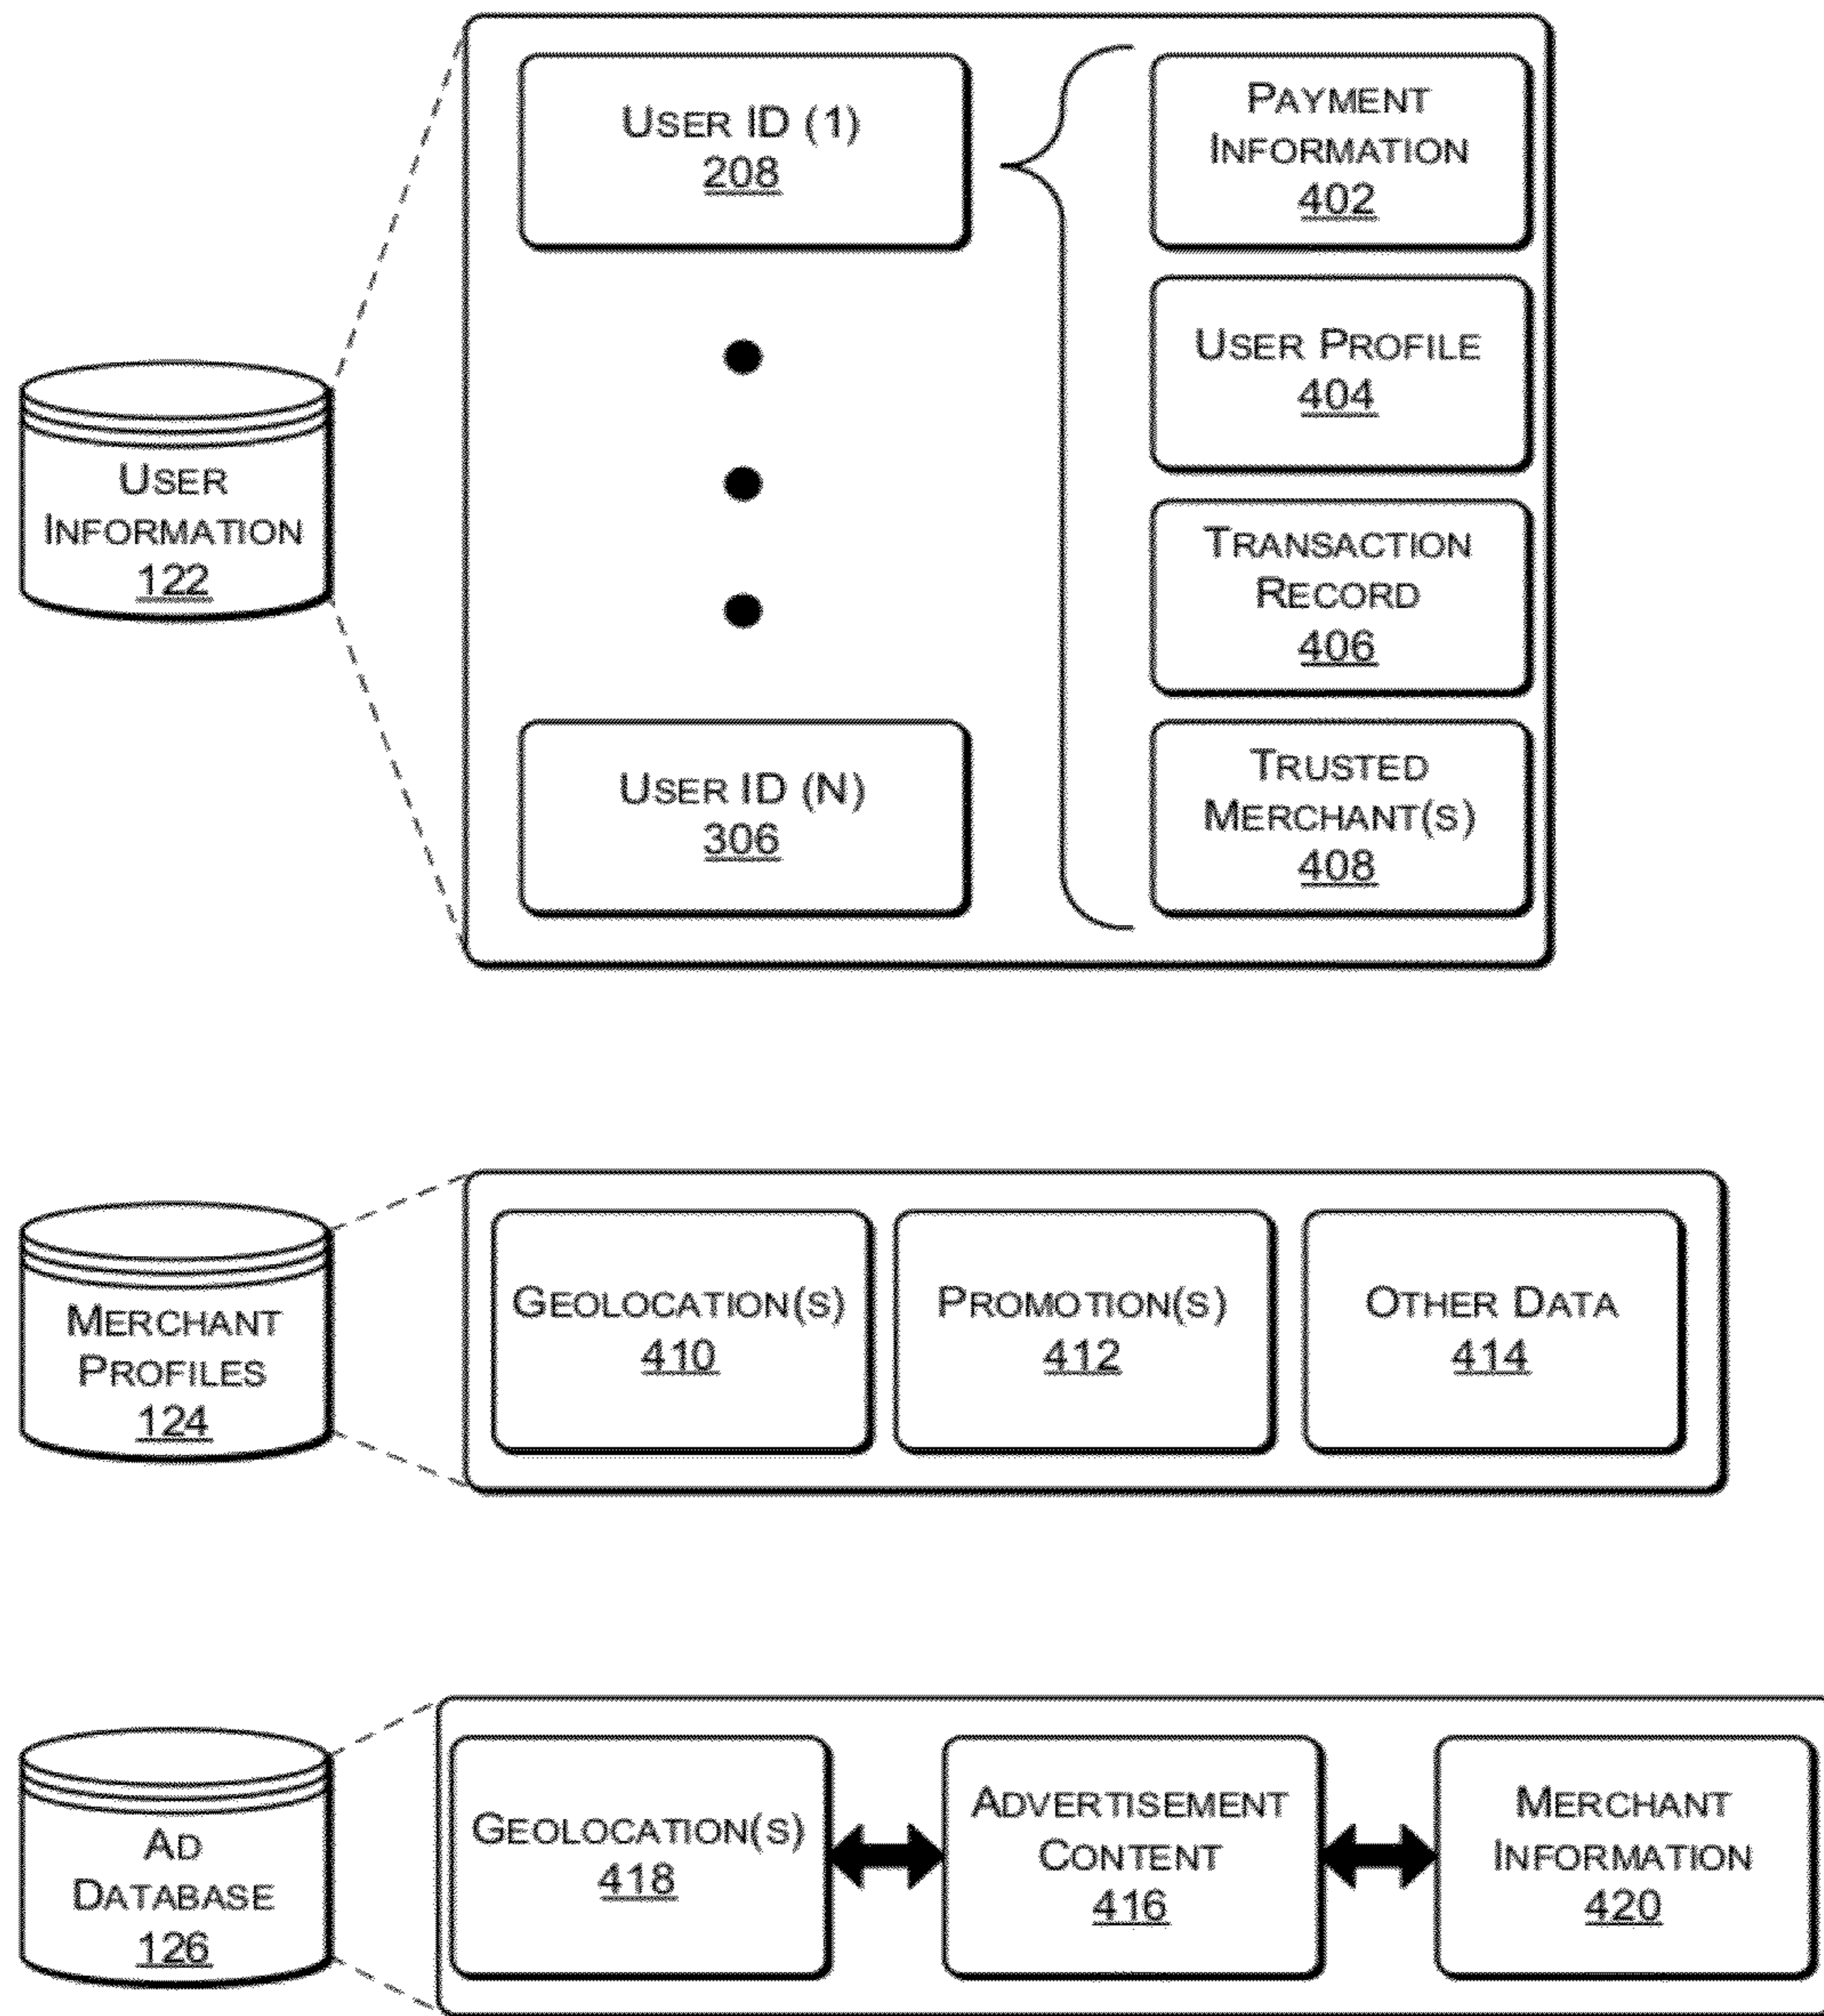 USER ID (1)
208
PAYMENT
INFORMATION
402
USER PROFILE
404
USER
INFORMATION
122
TRANSACTION
RECORD
406
USER ID (N)
306
TRUSTED
MERCHANT(S)
408
MERCHANT
PROFILES
124
GEOLOCATION(S)
410
PROMOTION(S)
412
OTHER DATA
414
AD
DATABASE
126
GEOLOCATION(S)
418
ADVERTISEMENT
CONTENT
416
MERCHANT
INFORMATION
420